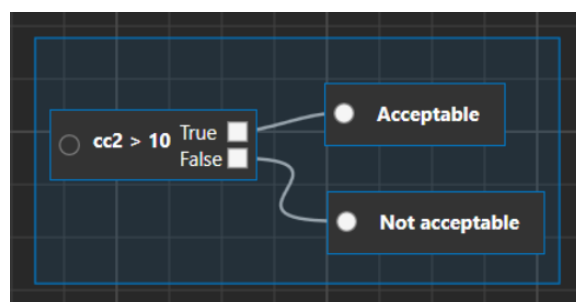 cc2 > 10
True
False
Acceptable
Not acceptable